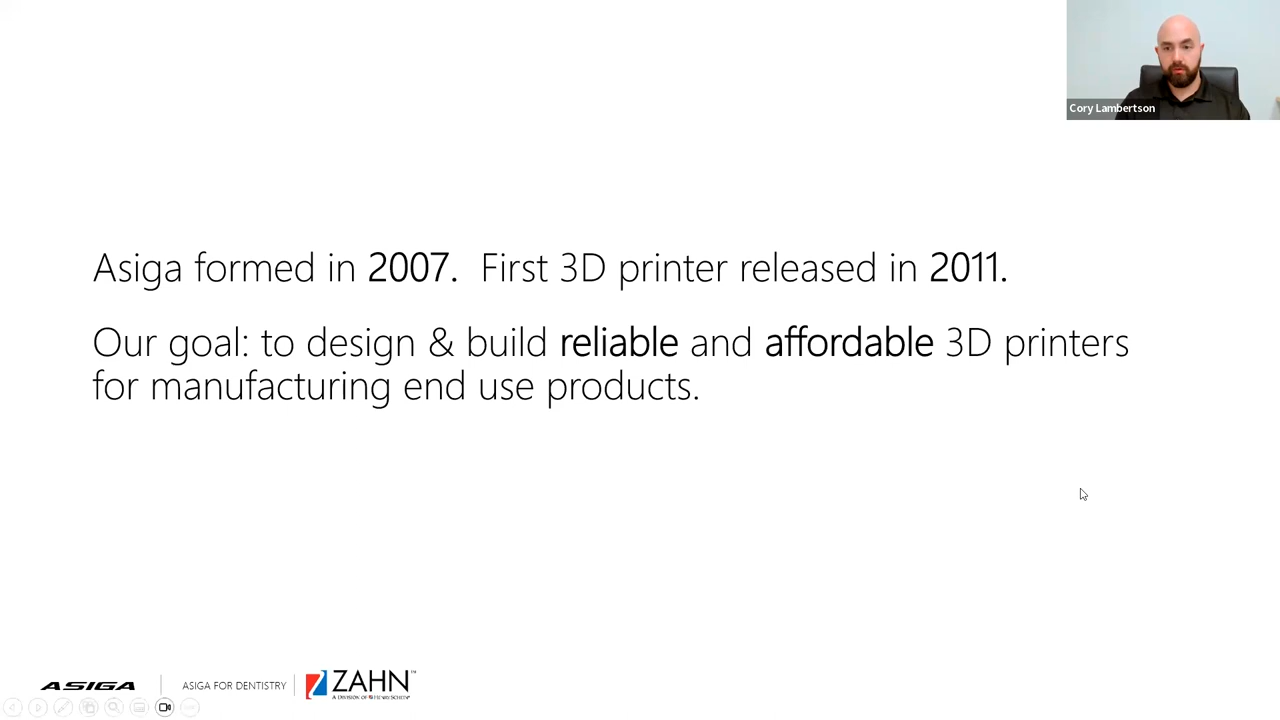 Cory Lambertson
Asiga formed in 2007. First 3D printer released in 2011.
Our goal: to design & build reliable and affordable 3D printers
for manufacturing end use products.
ASIGA
ASIGA FOR DENTISTRY
ZAHN™
A DIVISION OF HENRY SCHEIN